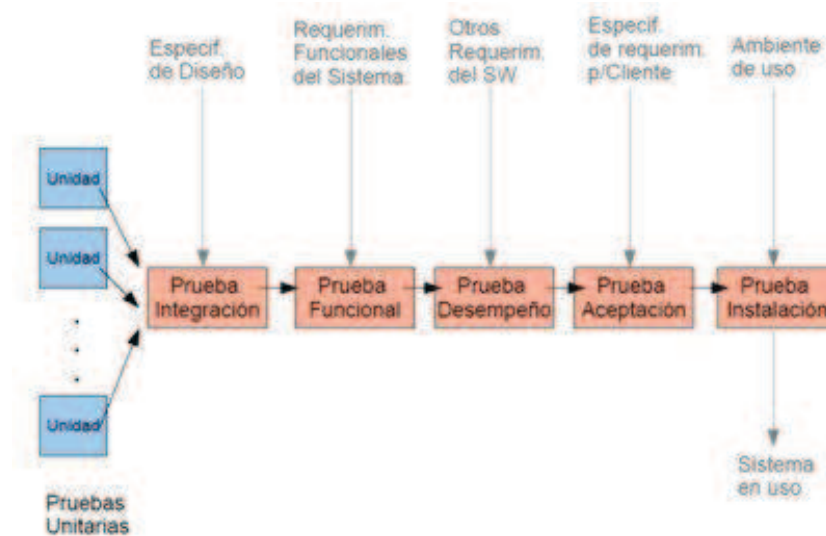 Especif.
de Diseño
Requerim.
Funcionales
del Sistema
Otros
Requerim.
del SW
Especif.
de requerim.
p/Cliente
Ambiente
de uso
Unidad
Unidad
Unidad
Prueba
Integración
Prueba
Funcional
Prueba
Desempeño
Prueba
Aceptación
Prueba
Instalación
Sistema
en uso
Pruebas
Unitarias